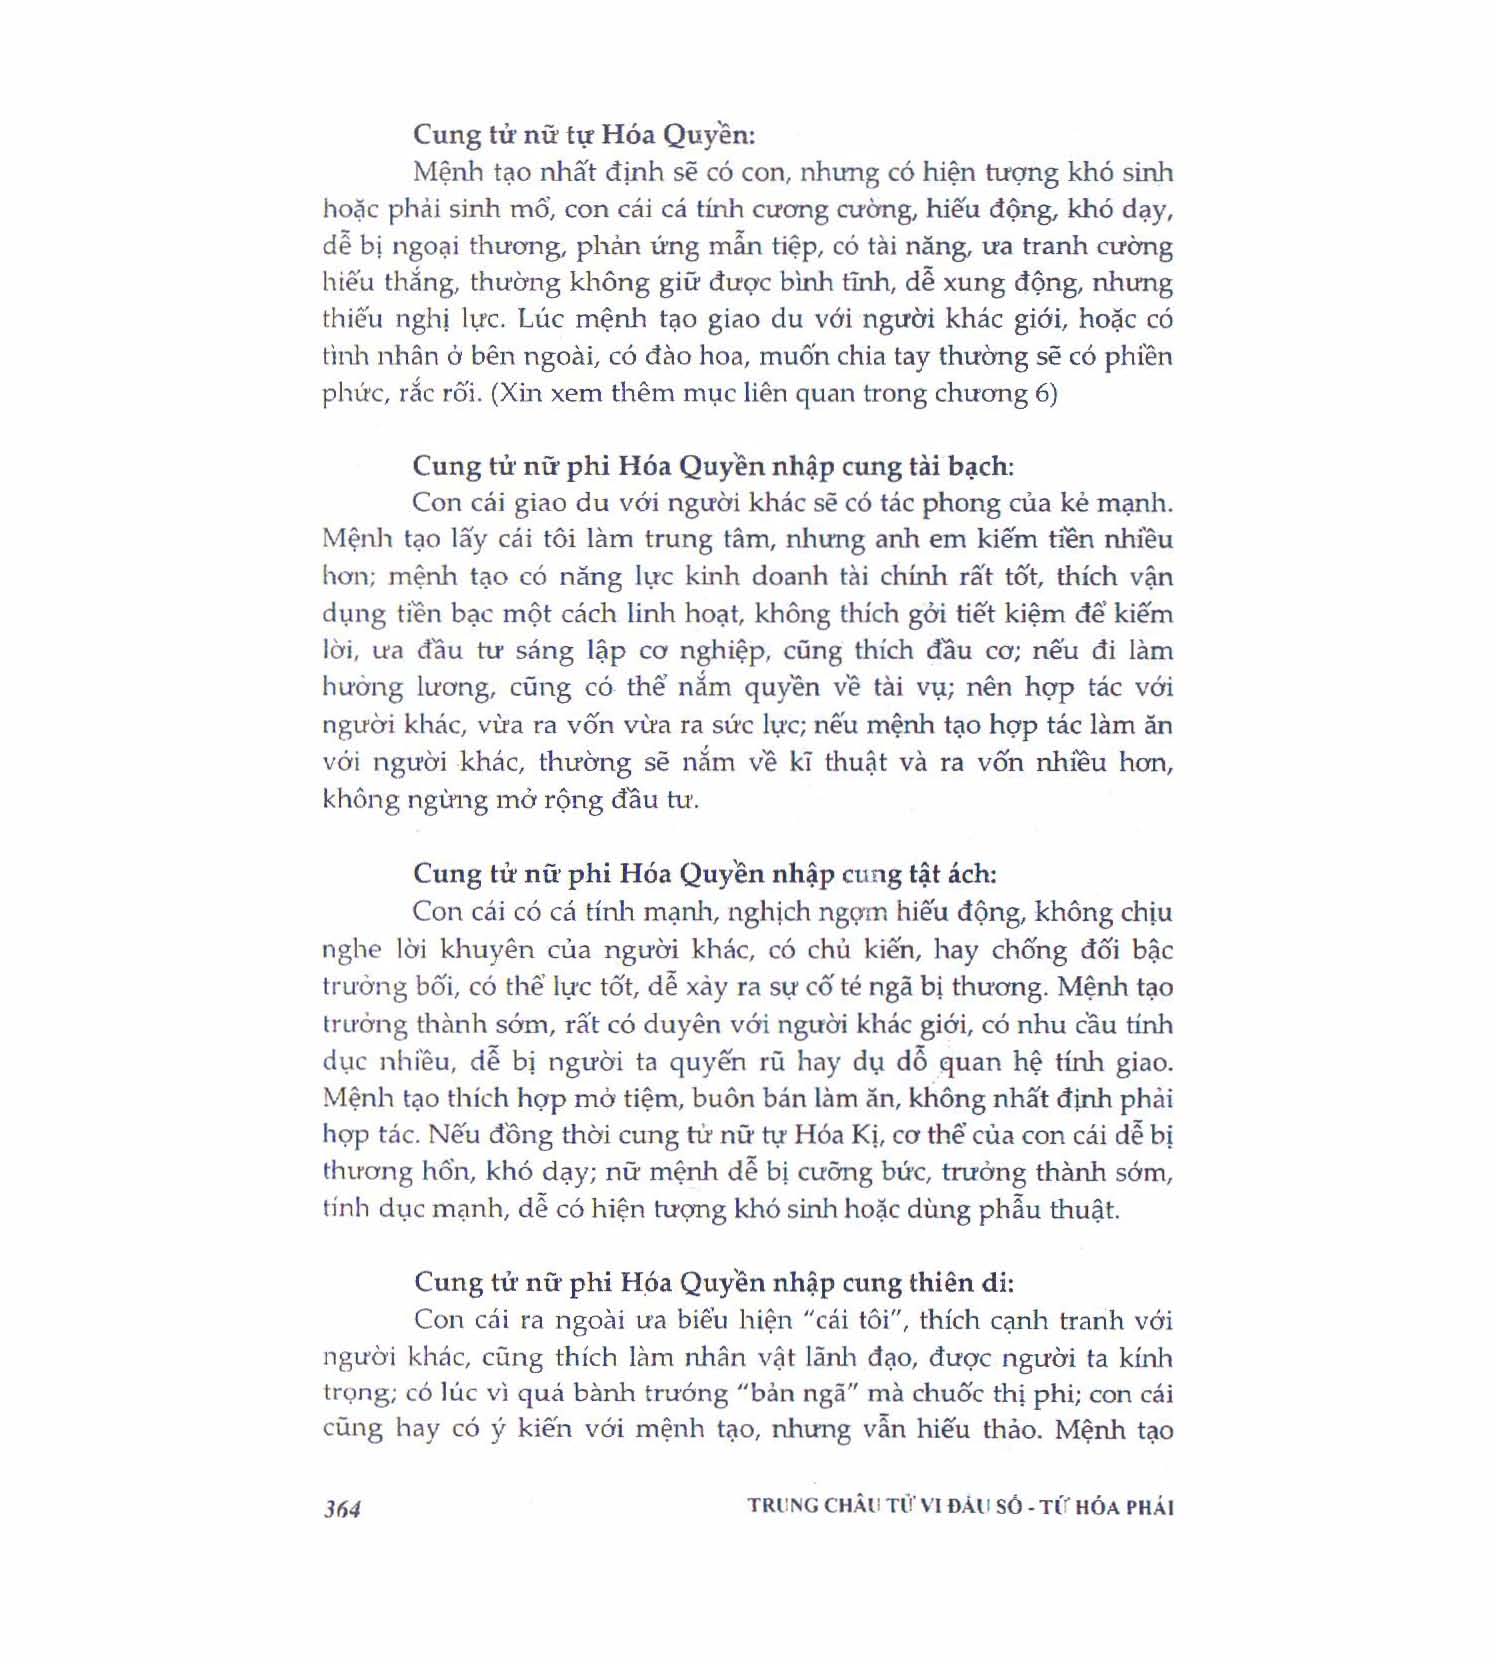 Cung tử nữ tự Hóa Quyền:
Mệnh tạo nhất định sẽ có con, nhưng có hiện tượng khó sinh
hoặc phải sinh mổ, con cái cá tính cương cường, hiếu động, khó dạy,
dễ bị ngoại thương, phản ứng mẫn tiệp, có tài năng, ưa tranh cường
hiếu thắng, thường không giữ được bình tĩnh, dễ xung động, nhưng
thiếu nghị lực. Lúc mệnh tạo giao du với người khác giới, hoặc có
tình nhân ở bên ngoài, có đào hoa, muốn chia tay thường sẽ có phiền
phức, rắc rối. (Xin xem thêm mục liên quan trong chương 6)
Cung tử nữ phi Hóa Quyền nhập cung tài bạch:
Con cái giao du với người khác sẽ có tác phong của kẻ mạnh.
Mệnh tạo lấy cái tôi làm trung tâm, nhưng anh em kiếm tiền nhiều
hơn; mệnh tạo có năng lực kinh doanh tài chính rất tốt, thích vận
dụng tiền bạc một cách linh hoạt, không thích gởi tiết kiệm để kiếm
lời, ưa đầu tư sáng lập cơ nghiệp, cũng thích đầu cơ; nếu đi làm
hưởng lương, cũng có thể nắm quyền về tài vụ; nên hợp tác với
người khác, vừa ra vốn vừa ra sức lực; nếu mệnh tạo hợp tác làm ăn
với người khác, thường sẽ nắm về kĩ thuật và ra vốn nhiều hơn,
không ngừng mở rộng đầu tư.
Cung tử nữ phi Hóa Quyền nhập cung tật ách:
Con cái có cá tính mạnh, nghịch ngợm hiếu động, không chịu
nghe lời khuyên của người khác, có chủ kiến, hay chống đối bậc
trưởng bối, có thể lực tốt, dễ xảy ra sự cố té ngã bị thương. Mệnh tạo
trưởng thành sớm, rất có duyên với người khác giới, có nhu cầu tính
dục nhiều, dễ bị người ta quyến rũ hay dụ dỗ quan hệ tính giao.
Mệnh tạo thích hợp mở tiệm, buôn bán làm ăn, không nhất định phải
hợp tác. Nếu đồng thời cung tử nữ tự Hóa Kị, cơ thể của con cái dễ bị
thương hổn, khó dạy; nữ mệnh dễ bị cưỡng bức, trưởng thành sớm,
tính dục mạnh, dễ có hiện tượng khó sinh hoặc dùng phẫu thuật.
Cung tử nữ phi Hóa Quyền nhập cung thiên di:
Con cái ra ngoài ưa biểu hiện "cái tôi", thích cạnh tranh với
người khác, cũng thích làm nhân vật lãnh đạo, được người ta kính
trọng; có lúc vì quá bành trướng "bản ngã" mà chuốc thị phi; con cái
cũng hay có ý kiến với mệnh tạo, nhưng vẫn hiếu thảo. Mệnh tạo
364 TRUNG CHÂU TỬ VI ĐẨU SỐ - TỨ HÓA PHÁI